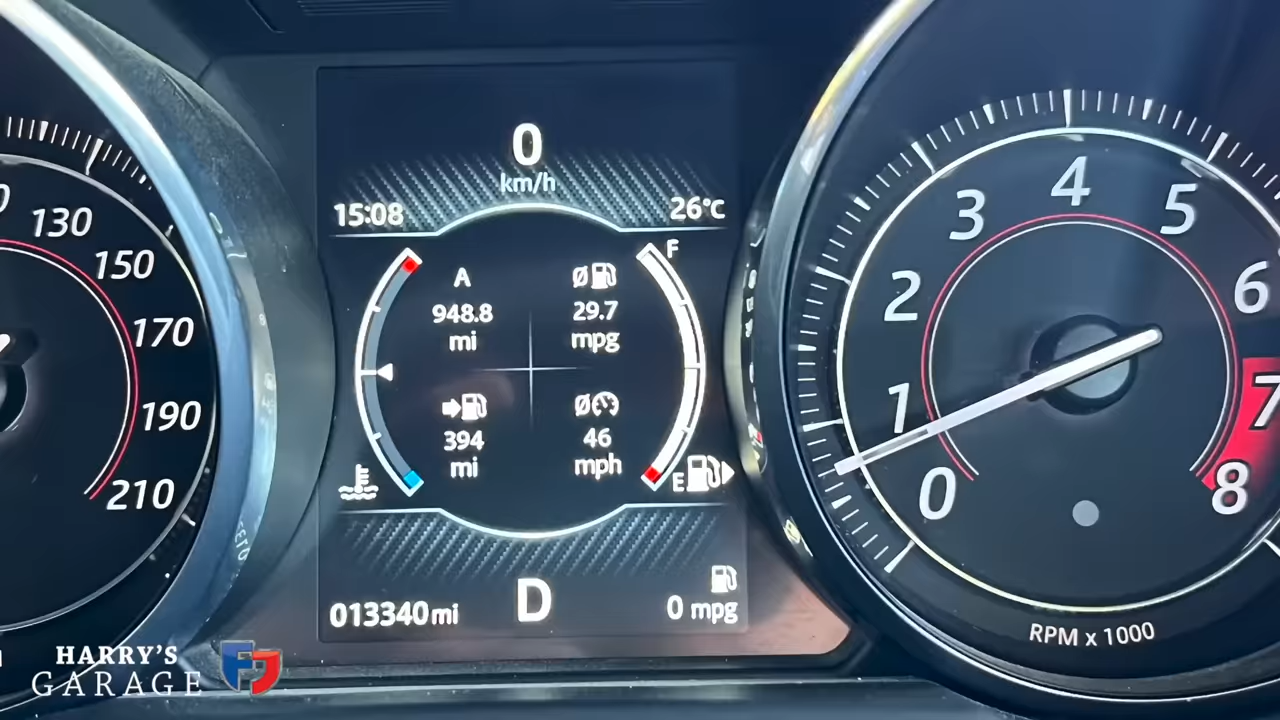 0
km/h
15:08
26°C
F
A
948.8
mi
Ø
29.7
mpg
394
mi
Ø
46
mph
E
013340mi
D
0 mpg
130
150
170
190
210
0
1
2
3
4
5
6
7
8
RPM x 1000
HARRY'S
GARAGE